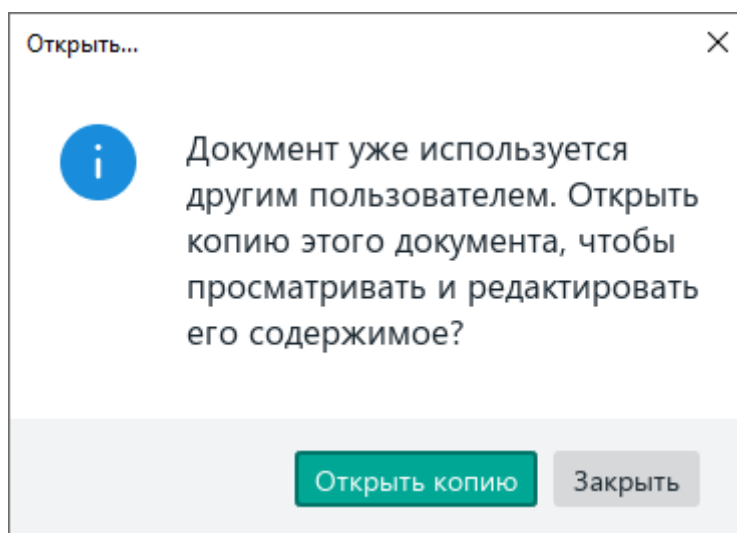 Открыть...
Документ уже используется
другим пользователем. Открыть
копию этого документа, чтобы
просматривать и редактировать
его содержимое?
Открыть копию Закрыть